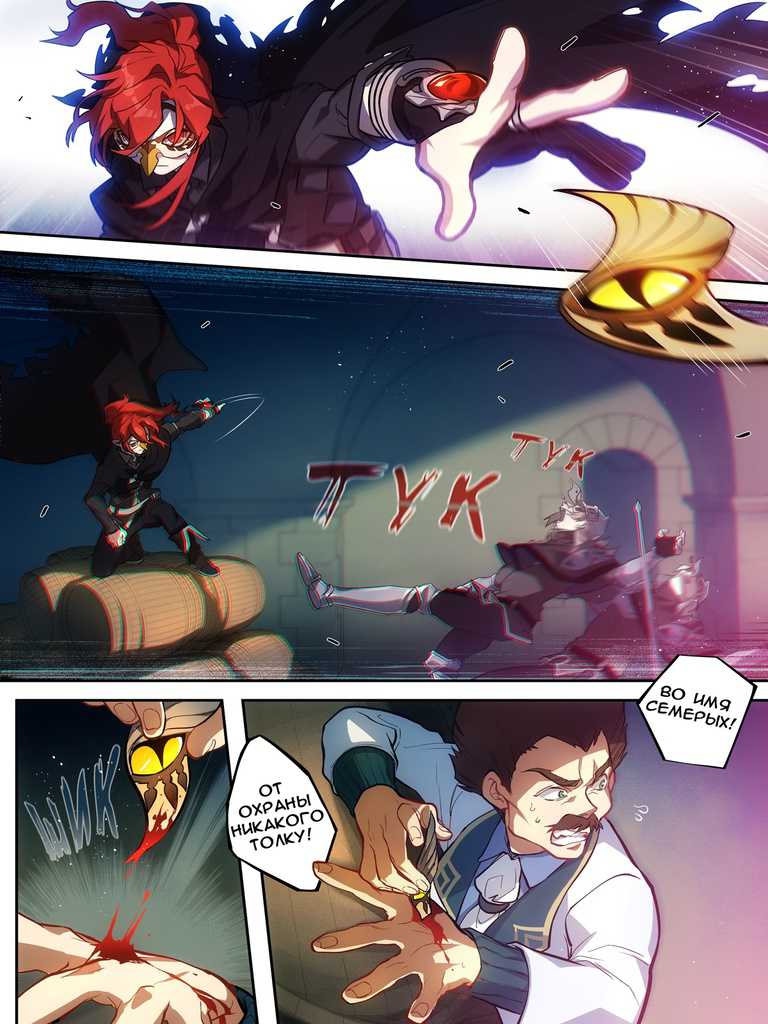 ТУК
ТУК
ВО ИМЯ
СЕМЕРЫХ!
ШИК
ОТ
ОХРАНЫ
НИКАКОГО
ТОЛКУ!